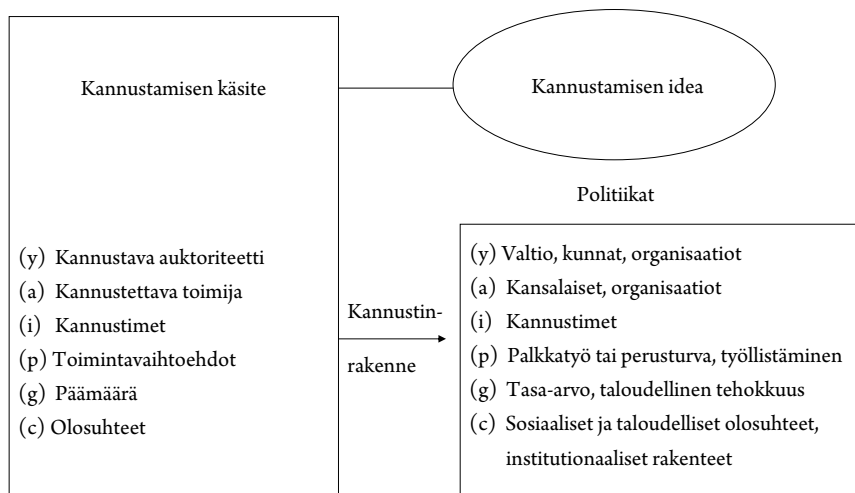 Kannustamisen käsite
Kannustamisen idea
(y) Kannustava auktoriteetti
(a) Kannustettava toimija
(i) Kannustimet
(p) Toimintavaihtoehdot
(g) Päämäärä
(c) Olosuhteet
Kannustin-
rakenne
Politiikat
(y) Valtio, kunnat, organisaatiot
(a) Kansalaiset, organisaatiot
(i) Kannustimet
(p) Palkkatyö tai perusturva, työllistäminen
(g) Tasa-arvo, taloudellinen tehokkuus
(c) Sosiaaliset ja taloudelliset olosuhteet,
institutionaaliset rakenteet